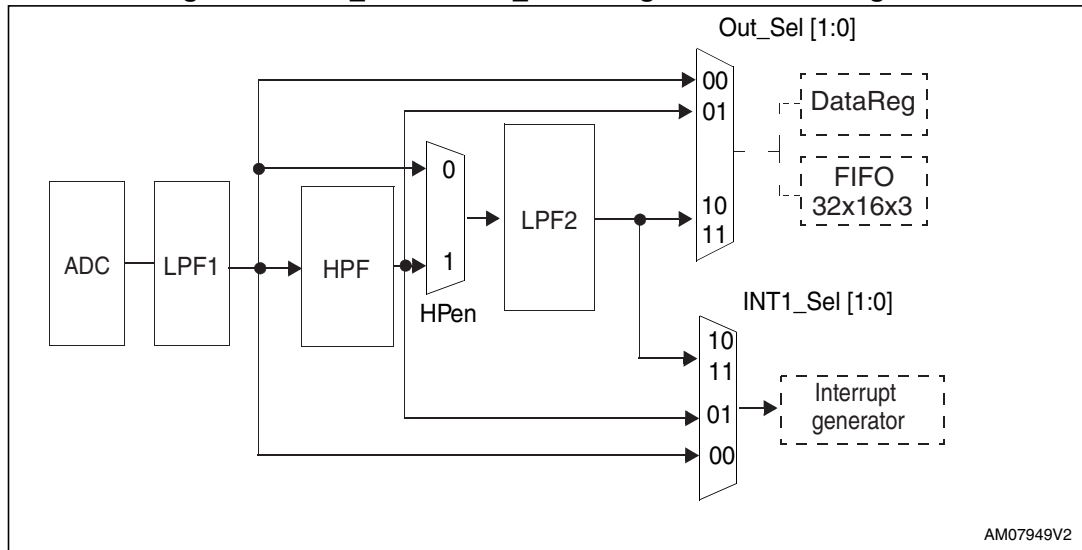 Out_Sel [1:0]
00
01
10
11
DataReg
FIFO
32x16x3
0
1
HPen
ADC
LPF1
HPF
LPF2
INT1_Sel [1:0]
10
11
01
00
Interrupt
generator
AM07949V2